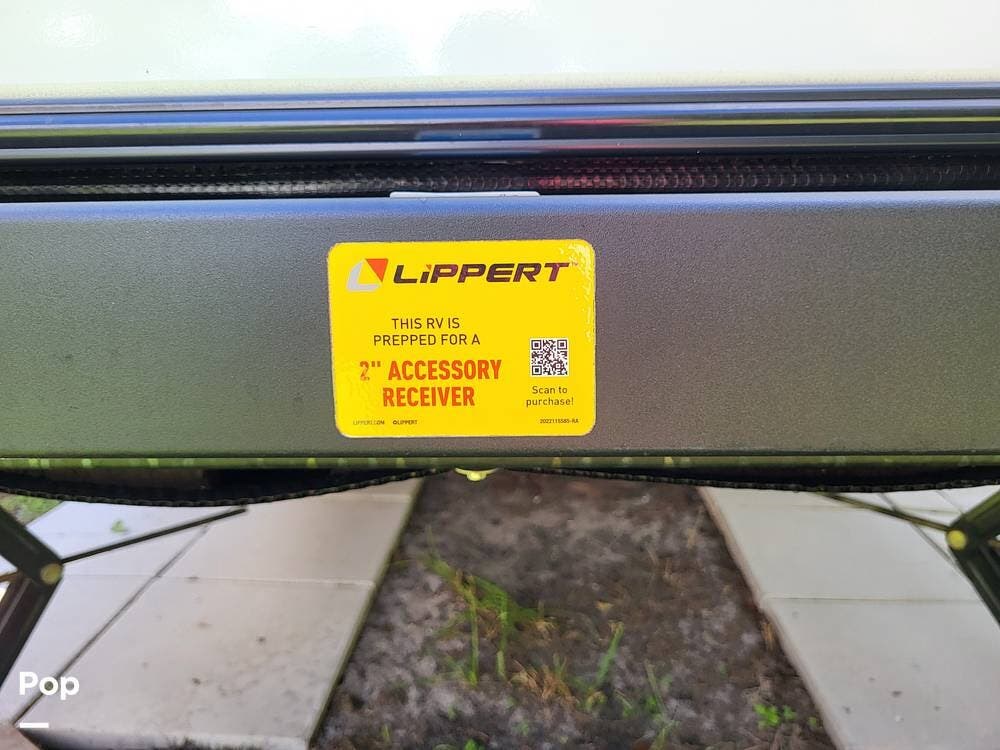 LiPPERT
THIS RV IS
PREPPED FOR A
2" ACCESSORY
RECEIVER
Scan to
purchase!
LIPPERT.COM ©LIPPERT
Pop